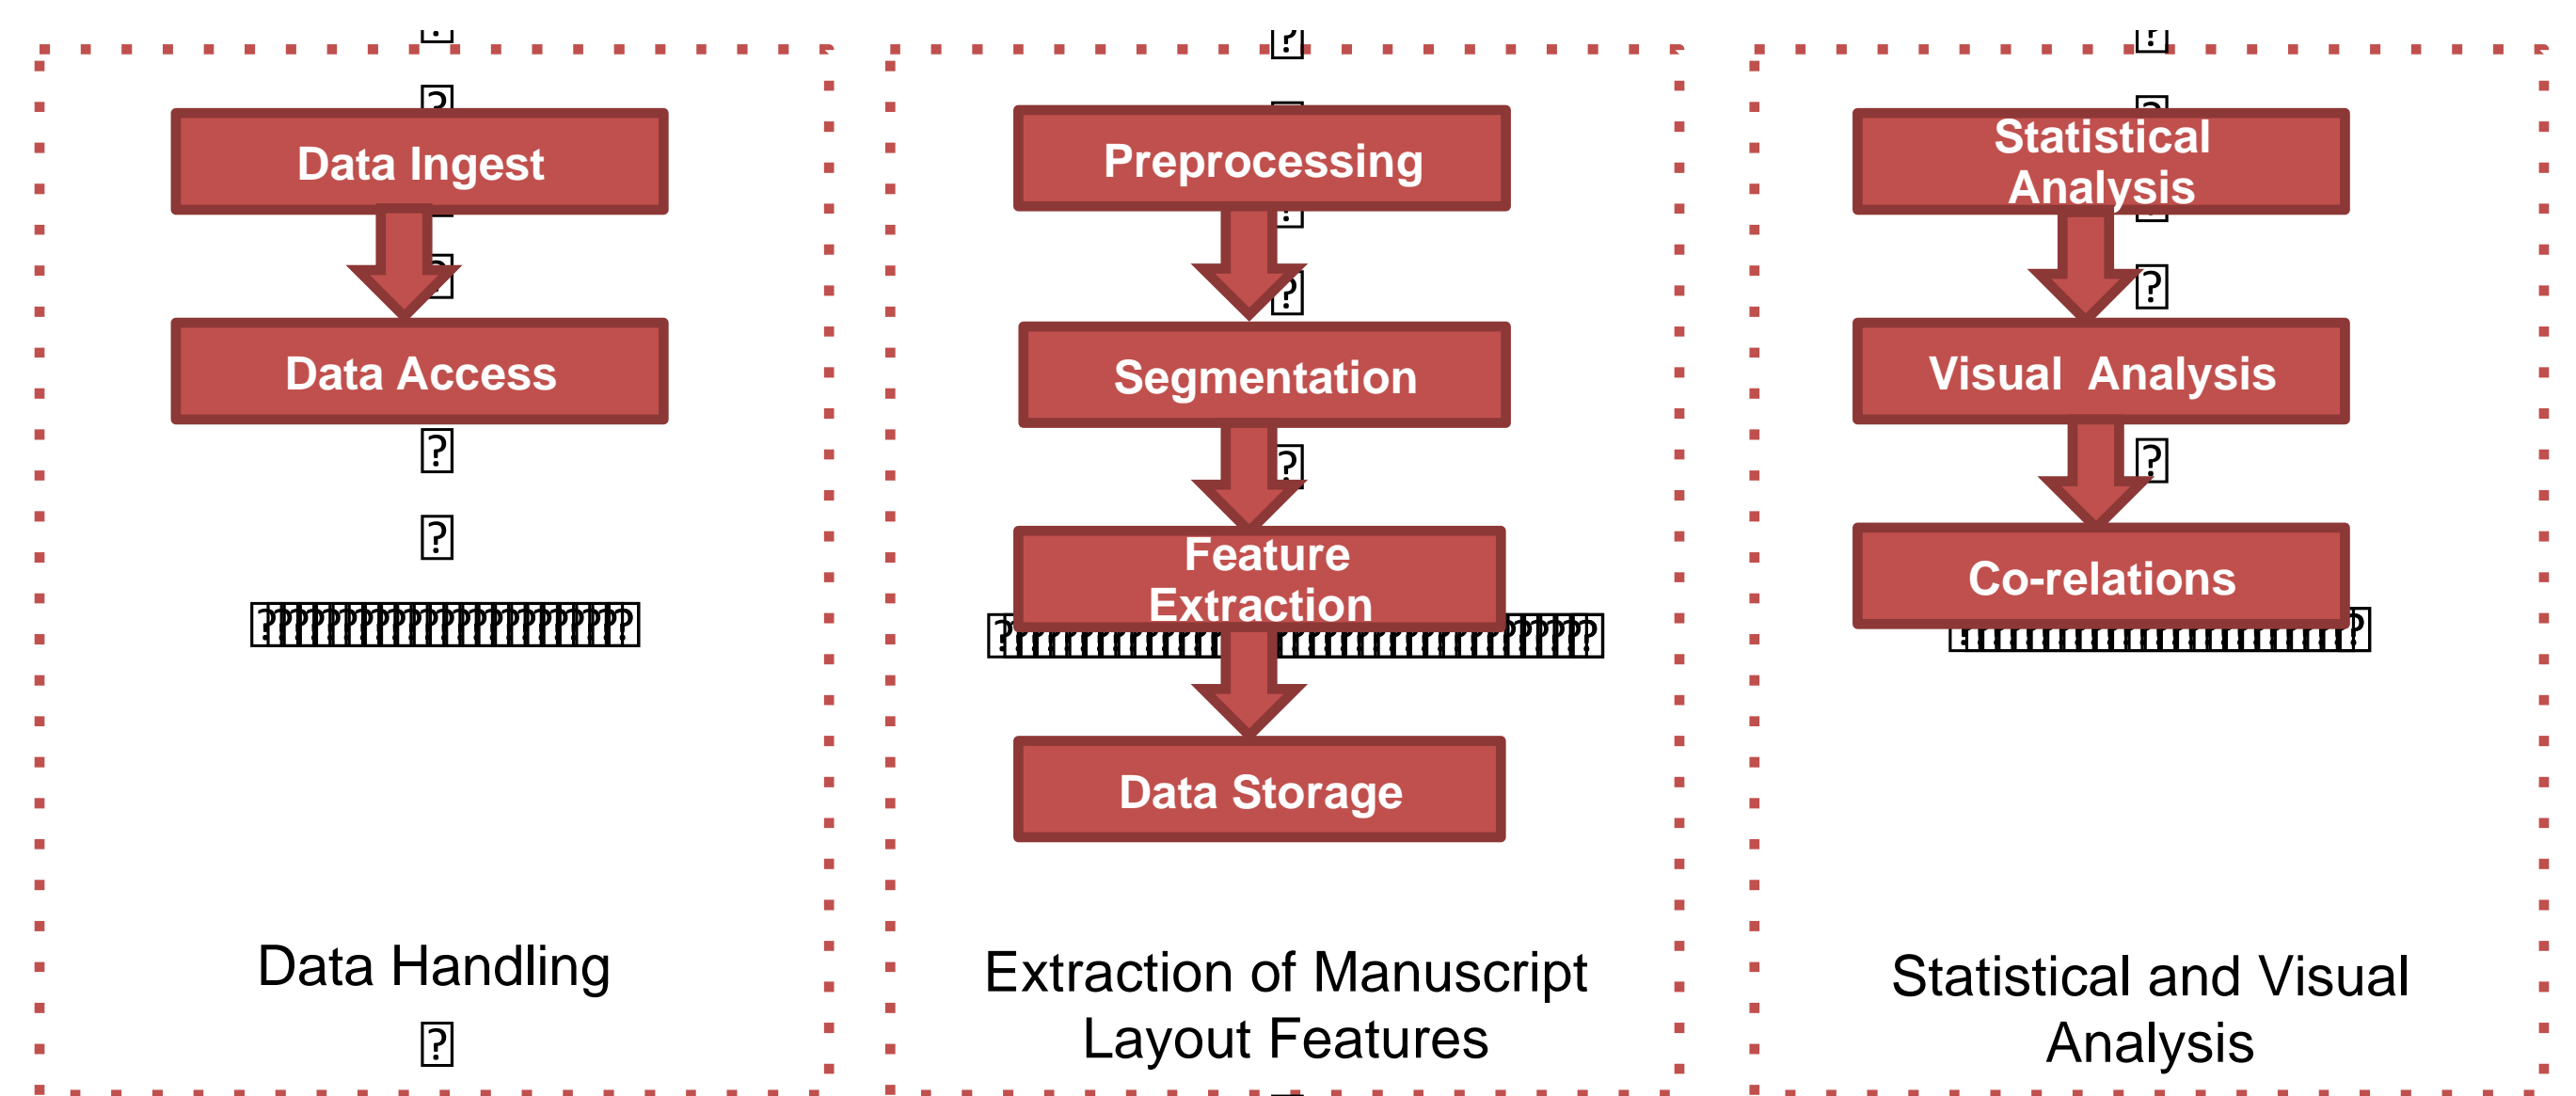 Data Ingest
Data Access
Data Handling
Preprocessing
Segmentation
Feature
Extraction
Data Storage
Extraction of Manuscript
Layout Features
Statistical
Analysis
Visual  Analysis
Co-relations
Statistical and Visual
Analysis